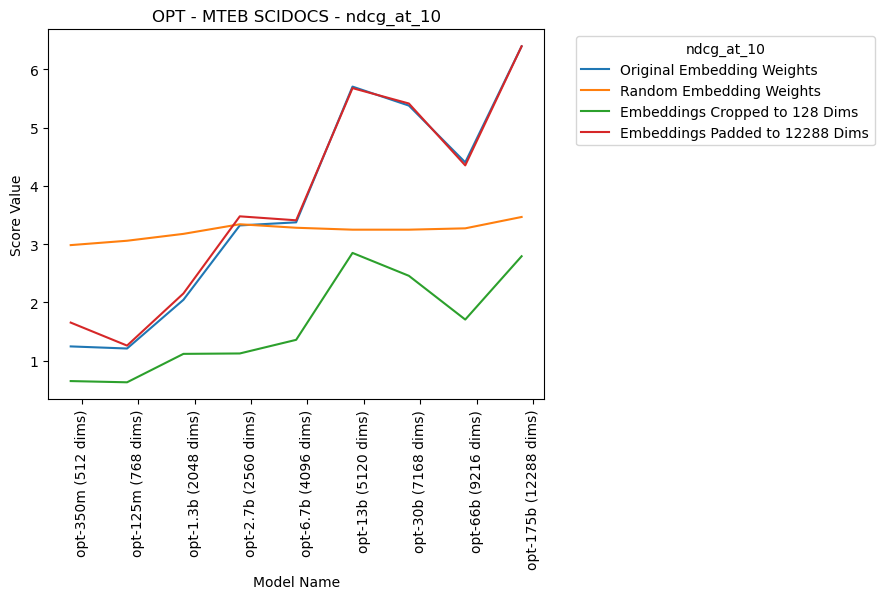 OPT - MTEB SCIDOCS - ndcg_at_10
ndcg_at_10
Original Embedding Weights
Random Embedding Weights
Embeddings Cropped to 128 Dims
Embeddings Padded to 12288 Dims
Score Value
6
5
4
3
2
1
opt-350m (512 dims)
opt-125m (768 dims)
opt-1.3b (2048 dims)
opt-2.7b (2560 dims)
opt-6.7b (4096 dims)
opt-13b (5120 dims)
opt-30b (7168 dims)
opt-66b (9216 dims)
opt-175b (12288 dims)
Model Name